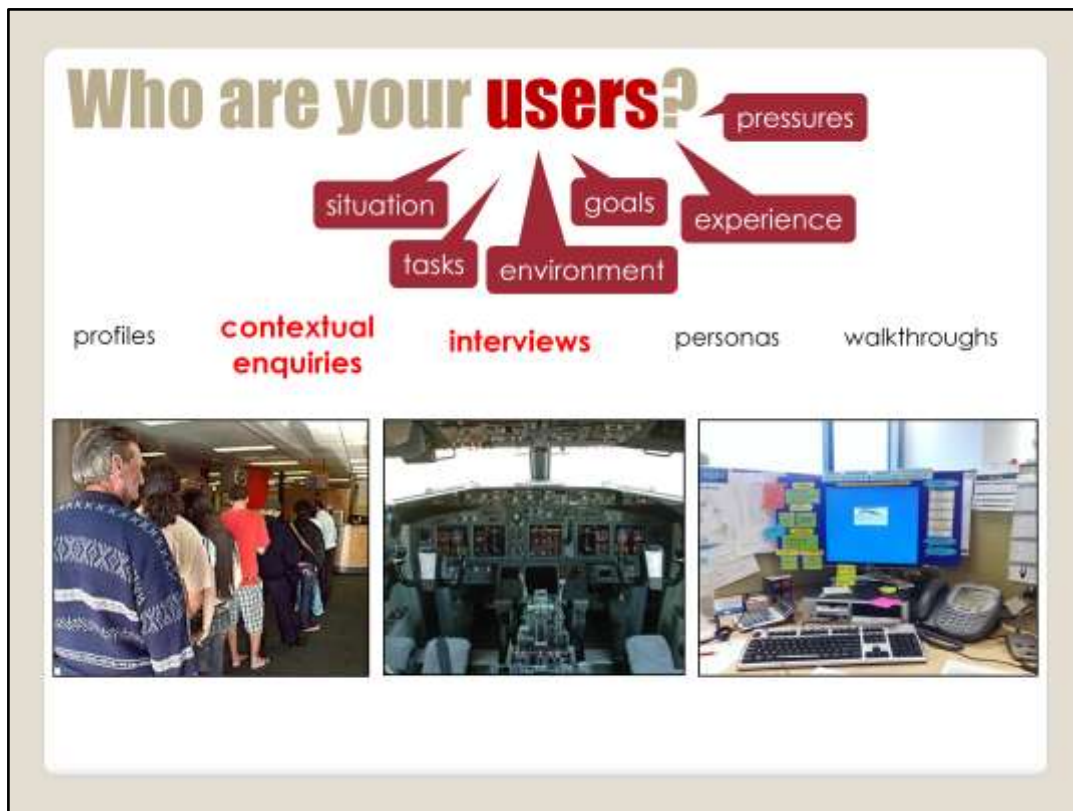 Who are your users?
pressures
situation
goals
experience
tasks
environment
profiles
contextual
enquiries
interviews
personas
walkthroughs